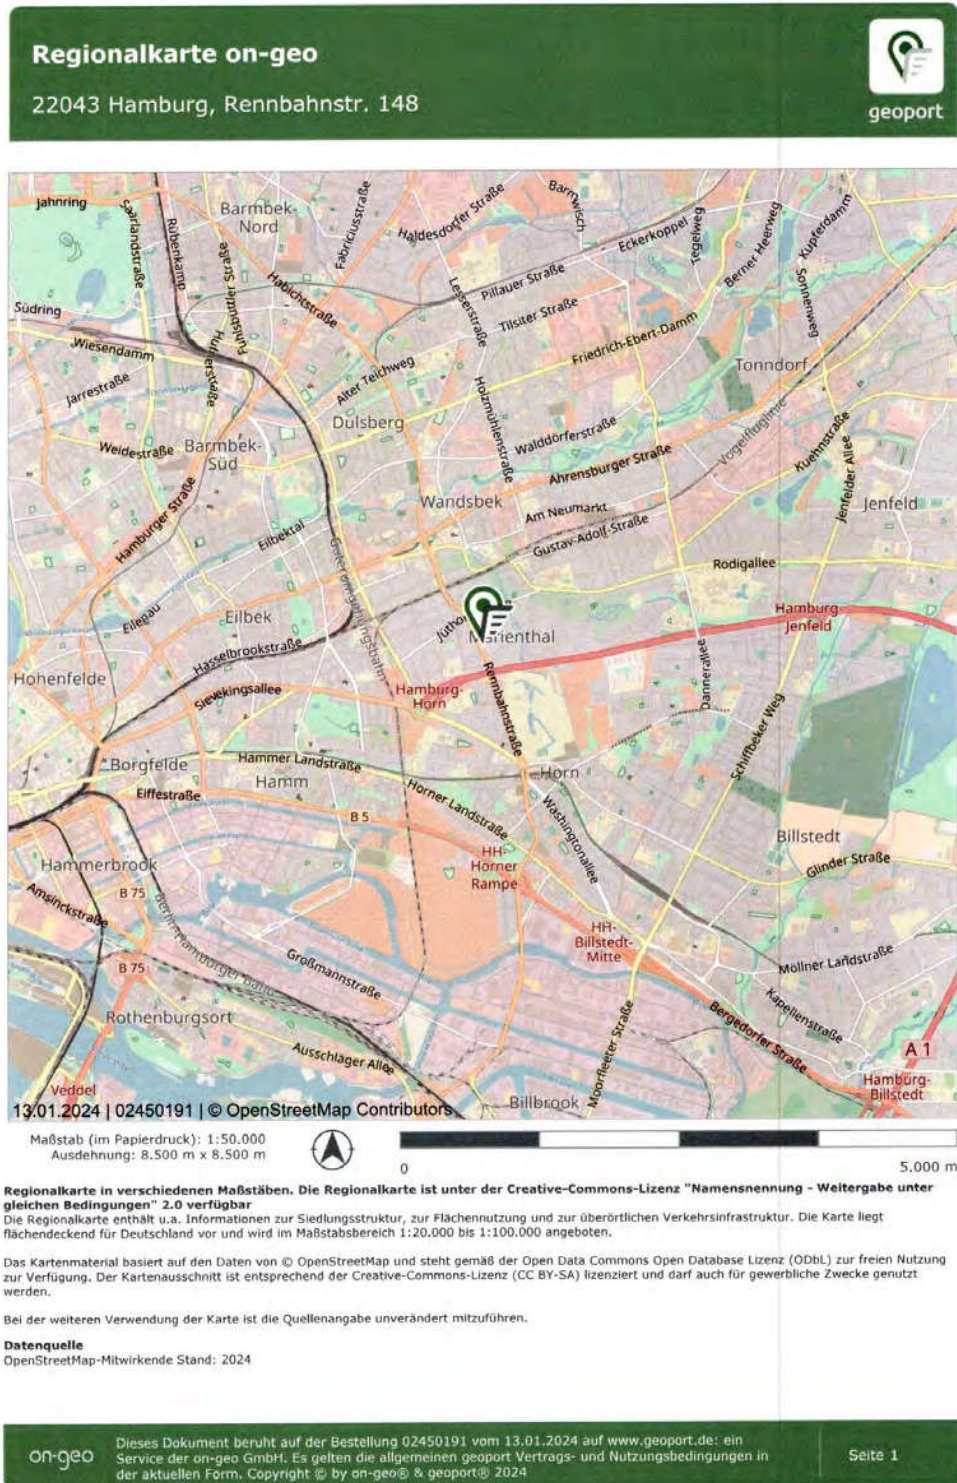 Regionalkarte on-geo
22043 Hamburg, Rennbahnstr. 148
geoport
Jahnring
Saarlandstraße
Rübenkamp
Barmbek-
Nord
Fuhlsbüttler Straße
Fabriciusstraße
Haldesdorfer Straße
Barmwisch
Eckerkoppel
Tegelweg
Berner Heerweg
Kupferdamm
Sonnenweg
Habichtstraße
Lesserstraße
Pillauer Straße
Tilsiter Straße
Südring
Wiesendamm
Hufnerstraße
Friedrich-Ebert-Damm
Tonndorf
Jarrestraße
Alter Teichweg
Dulsberg
Holzmühlenstraße
Walddörferstraße
Vogelfluglinie
Kuehnstraße
Weidestraße
Barmbek-
Süd
Ahrensburger Straße
Jenfelder Allee
Hamburger Straße
Wandsbek
Am Neumarkt
Jenfeld
Eilbektal
Güterumgehungsbahn
Gustav-Adolf-Straße
Rodigallee
Eilenau
Eilbek
Jütho
Marienthal
Hamburg-
Jenfeld
Hasselbrookstraße
Hohenfelde
Sievekingsallee
Hamburg-
Horn
Rennbahnstraße
Dannerallee
Schiffbeker Weg
Borgfelde
Hammer Landstraße
Hamm
Horn
Eiffestraße
B 5
Horner Landstraße
Washingtonallee
Billstedt
Hammerbrook
HH-
Horner
Rampe
Glinder Straße
B 75
Amsinckstraße
Berlin-Hamburger Bahn
HH-
Billstedt-
Mitte
B 75
Großmannstraße
Möllner Landstraße
Rothenburgsort
Kapellenstraße
Bergedorfer Straße
Moorfleeter Straße
Ausschläger Allee
A 1
Veddel
Billbrook
Hamburg-
Billstedt
13.01.2024 | 02450191 | © OpenStreetMap Contributors
Maßstab (im Papierdruck): 1:50.000
Ausdehnung: 8.500 m x 8.500 m
0
5.000 m
Regionalkarte in verschiedenen Maßstäben. Die Regionalkarte ist unter der Creative-Commons-Lizenz "Namensnennung - Weitergabe unter
gleichen Bedingungen" 2.0 verfügbar
Die Regionalkarte enthält u.a. Informationen zur Siedlungsstruktur, zur Flächennutzung und zur überörtlichen Verkehrsinfrastruktur. Die Karte liegt
flächendeckend für Deutschland vor und wird im Maßstabsbereich 1:20.000 bis 1:100.000 angeboten.
Das Kartenmaterial basiert auf den Daten von © OpenStreetMap und steht gemäß der Open Data Commons Open Database Lizenz (ODbL) zur freien Nutzung
zur Verfügung. Der Kartenausschnitt ist entsprechend der Creative-Commons-Lizenz (CC BY-SA) lizenziert und darf auch für gewerbliche Zwecke genutzt
werden.
Bei der weiteren Verwendung der Karte ist die Quellenangabe unverändert mitzuführen.
Datenquelle
OpenStreetMap-Mitwirkende Stand: 2024
on-geo
Dieses Dokument beruht auf der Bestellung 02450191 vom 13.01.2024 auf www.geoport.de: ein
Service der on-geo GmbH. Es gelten die allgemeinen geoport Vertrags- und Nutzungsbedingungen in
der aktuellen Form. Copyright © by on-geo® & geoport® 2024
Seite 1